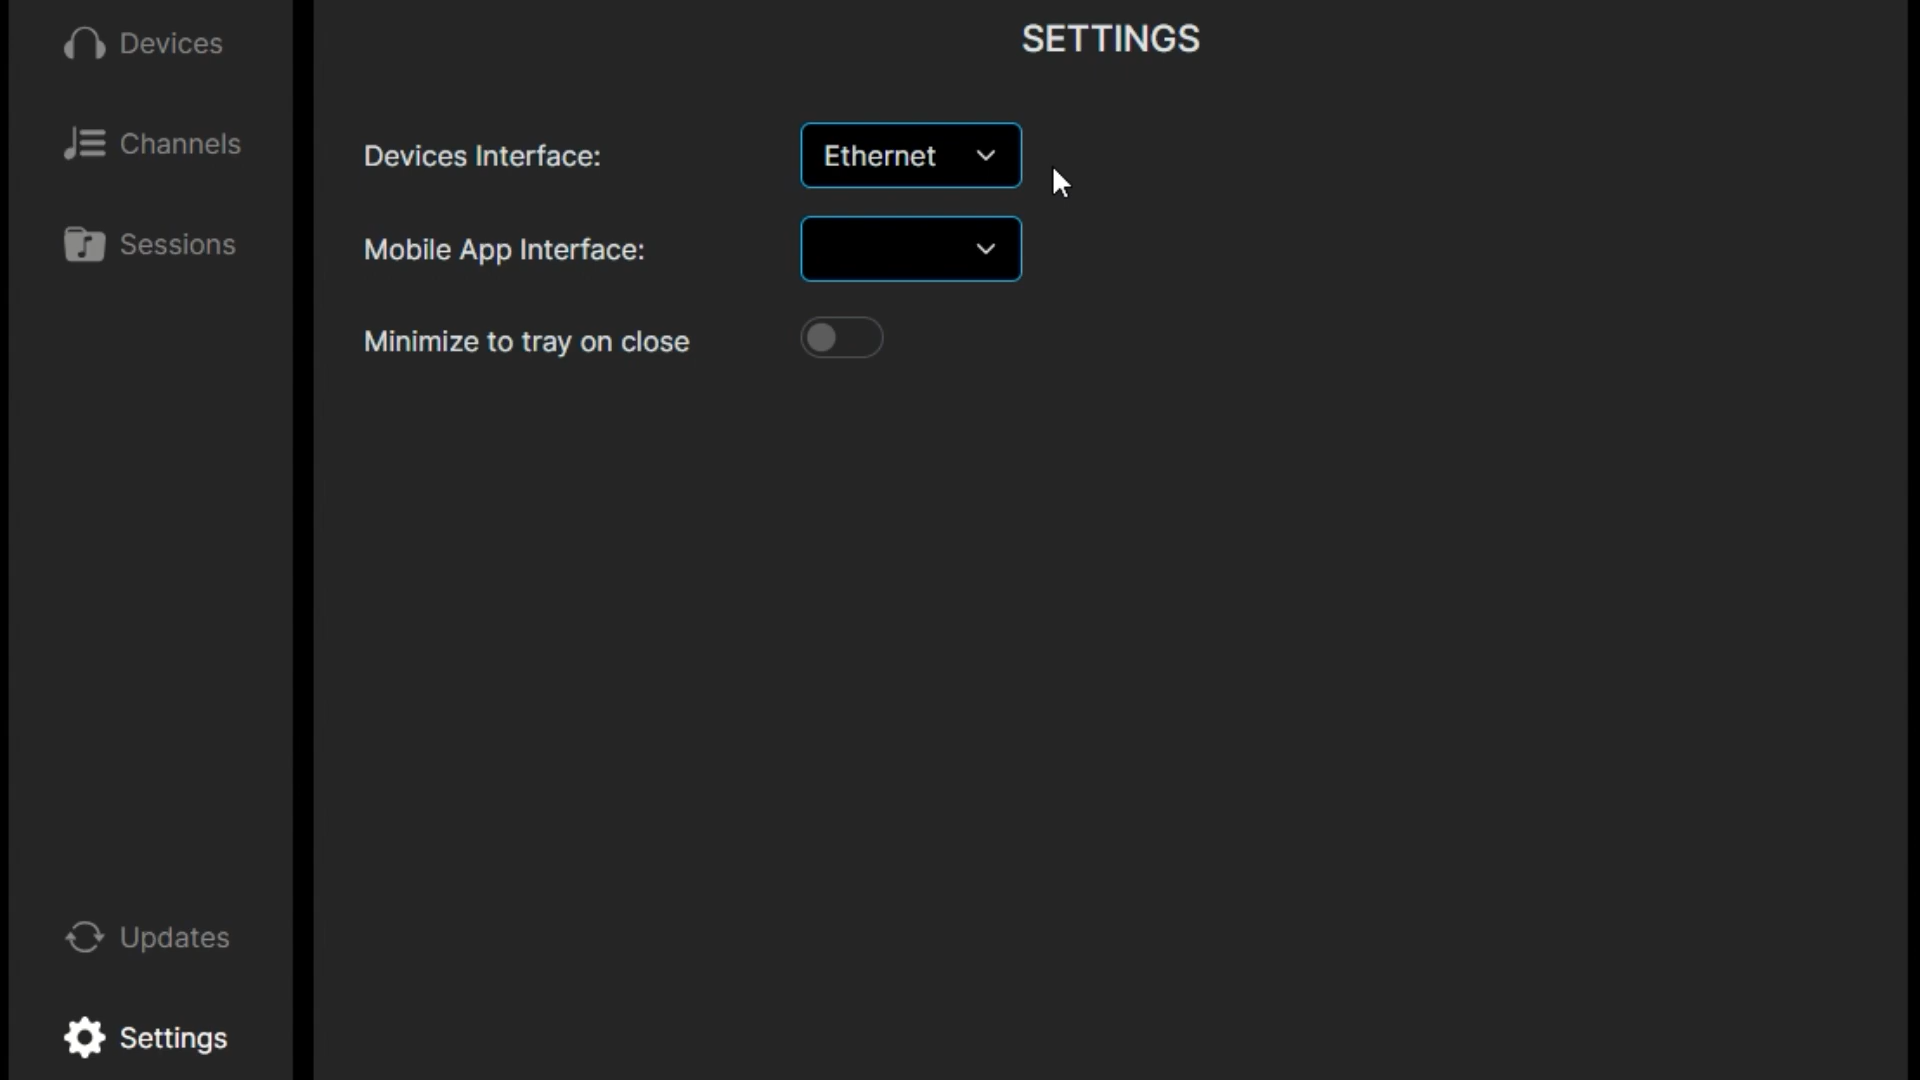 Devices
Channels
Sessions
Updates
Settings
SETTINGS
Devices Interface:
Ethernet
Mobile App Interface:
Minimize to tray on close